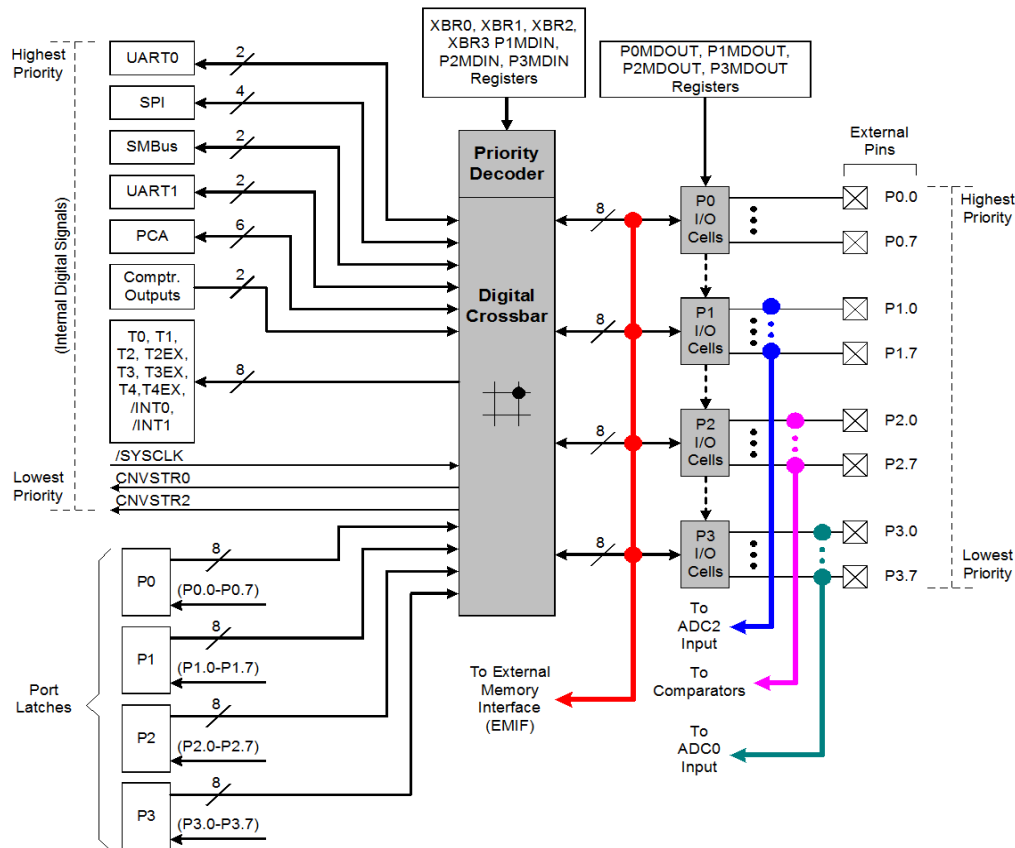 XBR0, XBR1, XBR2,
XBR3 P1MDIN,
P2MDIN, P3MDIN
Registers
P0MDOUT, P1MDOUT,
P2MDOUT, P3MDOUT
Registers
Highest
Priority
(Internal Digital Signals)
Lowest
Priority
UART0
2
SPI
4
SMBus
2
UART1
2
PCA
6
Comptr.
Outputs
2
T0, T1,
T2, T2EX,
T3, T3EX,
T4,T4EX,
/INT0,
/INT1
8
/SYSCLK
CNVSTR0
CNVSTR2
Port
Latches
P0
8
(P0.0-P0.7)
P1
8
(P1.0-P1.7)
P2
8
(P2.0-P2.7)
P3
8
(P3.0-P3.7)
Priority
Decoder
Digital
Crossbar
8
8
8
8
P0
I/O
Cells
P1
I/O
Cells
P2
I/O
Cells
P3
I/O
Cells
External
Pins
P0.0
P0.7
P1.0
P1.7
P2.0
P2.7
P3.0
P3.7
Highest
Priority
Lowest
Priority
To
ADC2
Input
To
Comparators
To
ADC0
Input
To External
Memory
Interface
(EMIF)